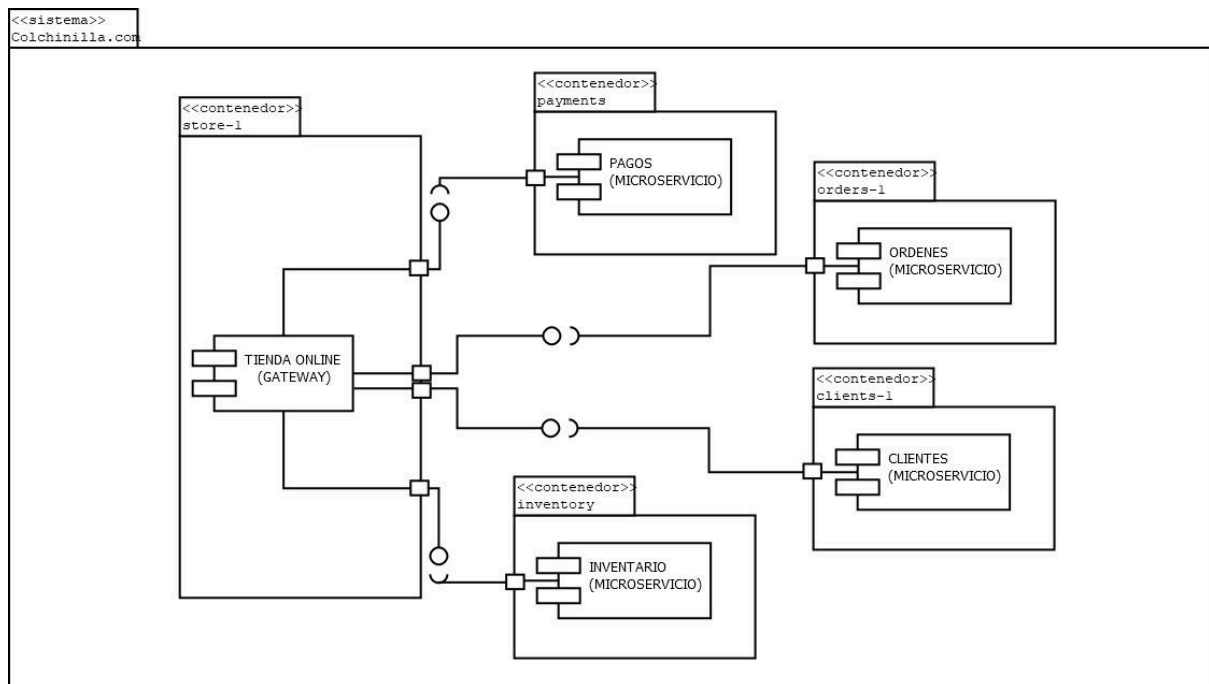 <<sistema>>
Colchinilla.com
<<contenedor>>
store-1
TIENDA ONLINE
(GATEWAY)
<<contenedor>>
payments
PAGOS
(MICROSERVICIO)
<<contenedor>>
orders-1
ORDENES
(MICROSERVICIO)
<<contenedor>>
clients-1
CLIENTES
(MICROSERVICIO)
<<contenedor>>
inventory
INVENTARIO
(MICROSERVICIO)